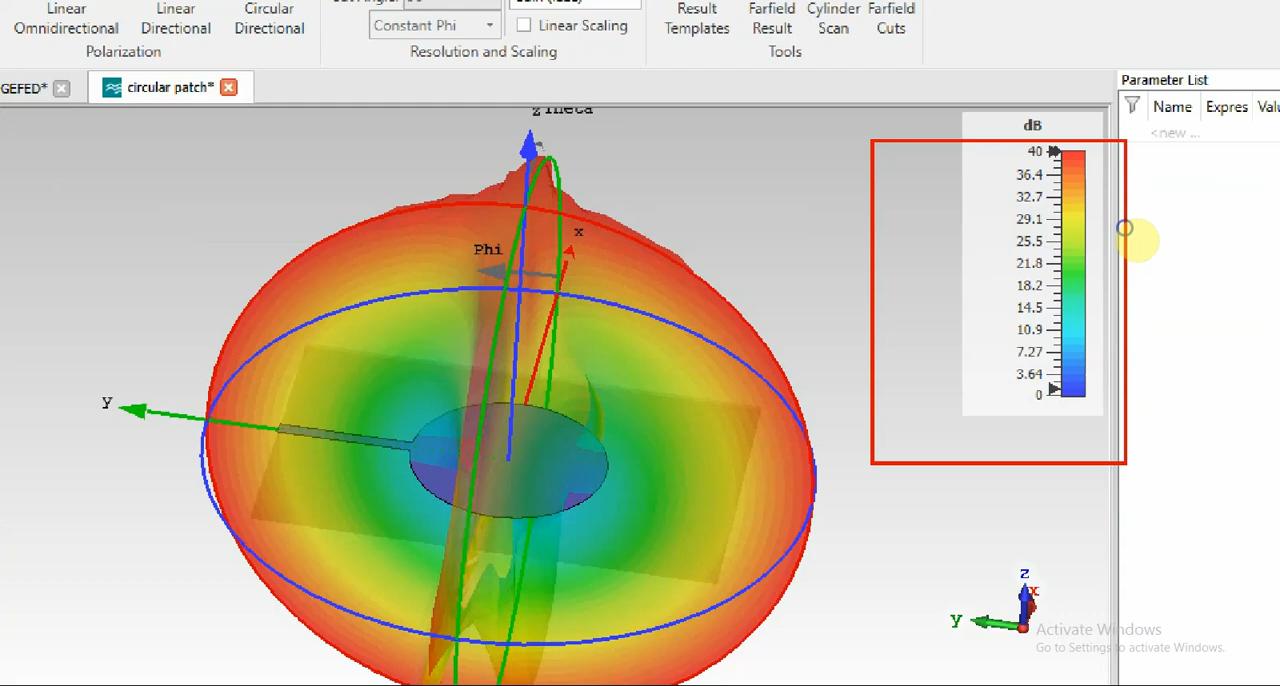 Linear
Omnidirectional
Linear
Directional
Circular
Directional
Polarization
Constant Phi
Linear Scaling
Resolution and Scaling
Result
Templates
Farfield
Result
Cylinder
Scan
Farfield
Cuts
Tools
GEFED*
circular patch*
Parameter List
Name
Expres
Valu
<new ...
z
Theta
x
Phi
y
dB
40
36.4
32.7
29.1
25.5
21.8
18.2
14.5
10.9
7.27
3.64
0
z
x
y
Activate Windows
Go to Settings to activate Windows.